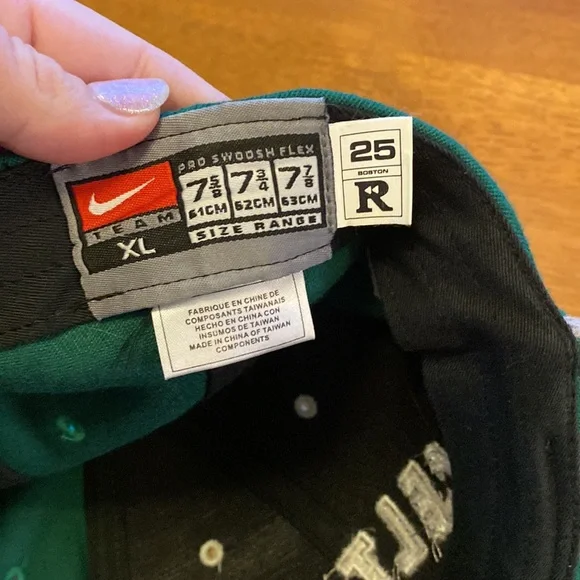 PRO SWOOSH FLEX
TEAM
7 5/8 7 3/4 7 7/8
61CM 62CM 63CM
XL
SIZE RANGE
25
BOSTON
R
FABRIQUE EN CHINE DE
COMPOSANTS TAIWANAIS
HECHO EN CHINA CON
INSUMOS DE TAIWAN
MADE IN CHINA OF TAIWAN
COMPONENTS